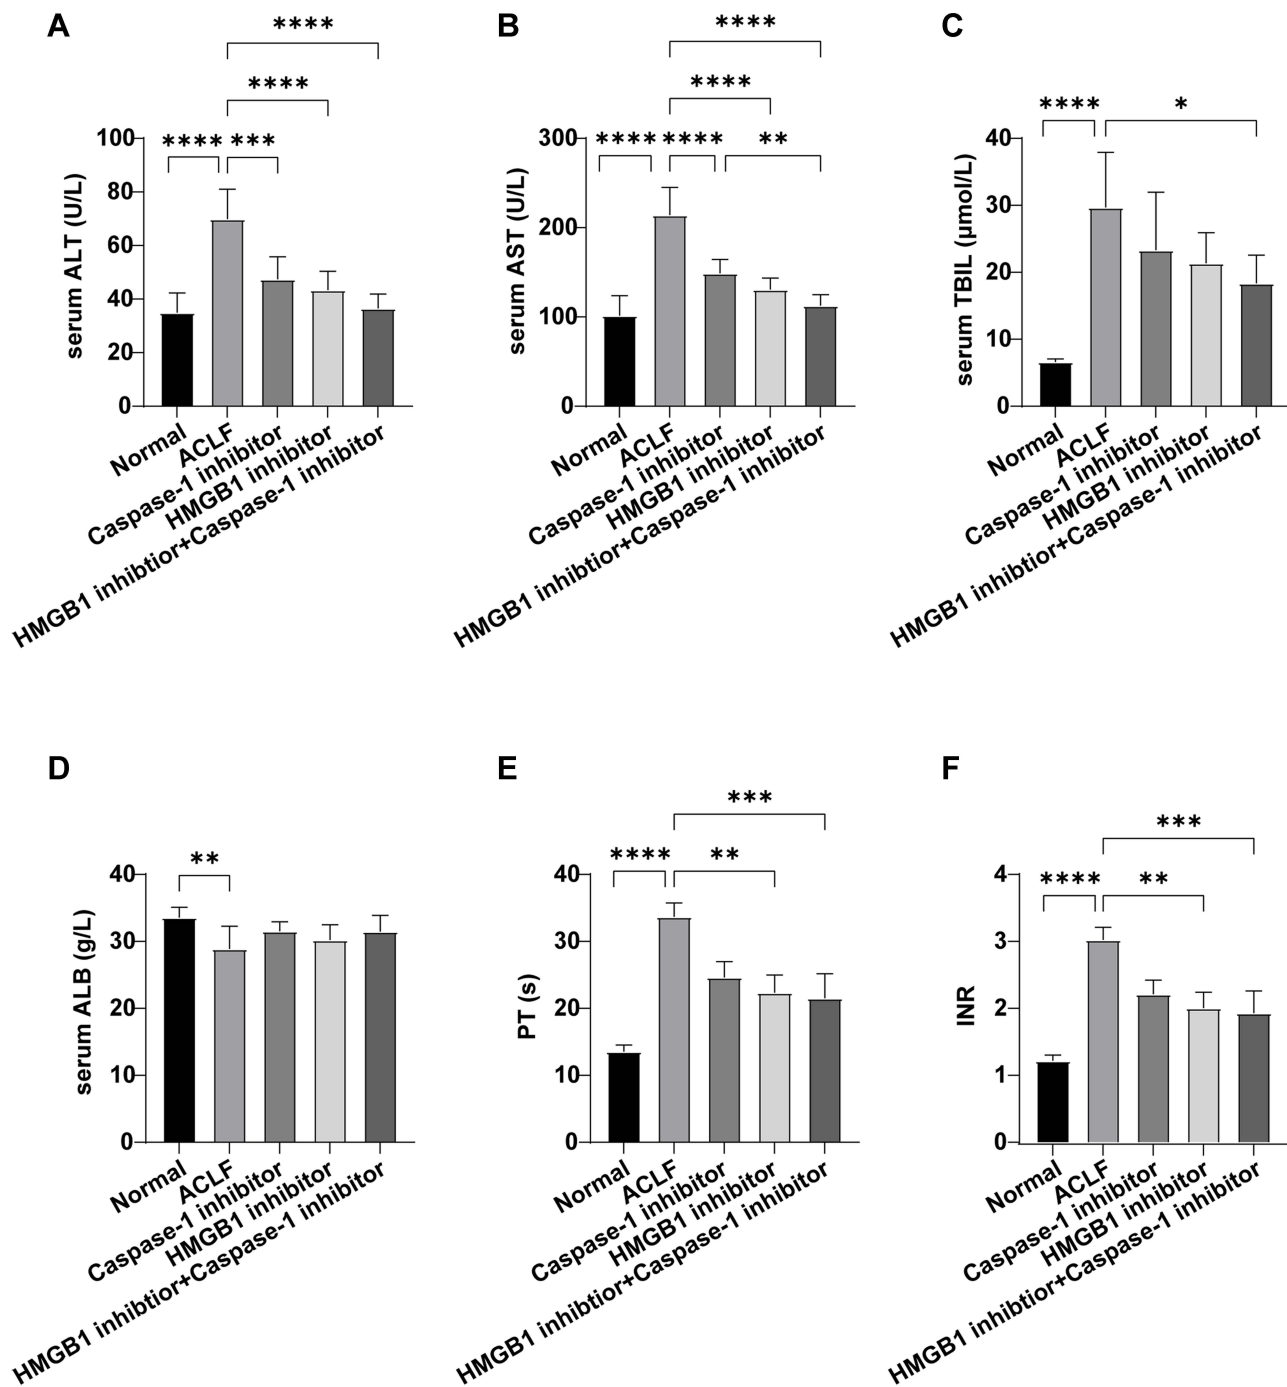 A
****
****
**** ***
serum ALT (U/L)
100
80
60
40
20
0
Normal
ACLF
Caspase-1 inhibitor
HMGB1 inhibitor
HMGB1 inhibtior+Caspase-1 inhibitor
B
****
****
**** **** **
serum AST (U/L)
300
200
100
0
Normal
ACLF
Caspase-1 inhibitor
HMGB1 inhibitor
HMGB1 inhibtior+Caspase-1 inhibitor
C
**** *
serum TBIL (μmol/L)
40
30
20
10
0
Normal
ACLF
Caspase-1 inhibitor
HMGB1 inhibitor
HMGB1 inhibtior+Caspase-1 inhibitor
D
**
serum ALB (g/L)
40
30
20
10
0
Normal
ACLF
Caspase-1 inhibitor
HMGB1 inhibitor
HMGB1 inhibtior+Caspase-1 inhibitor
E
***
**** **
PT (s)
40
30
20
10
0
Normal
ACLF
Caspase-1 inhibitor
HMGB1 inhibitor
HMGB1 inhibtior+Caspase-1 inhibitor
F
***
**** **
INR
4
3
2
1
0
Normal
ACLF
Caspase-1 inhibitor
HMGB1 inhibitor
HMGB1 inhibtior+Caspase-1 inhibitor